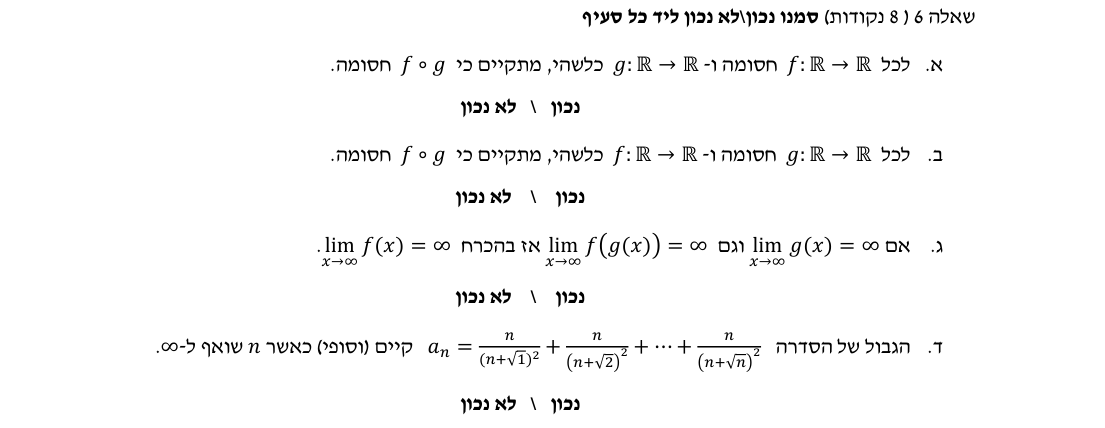 שאלה 6 ( 8 נקודות) סמנו נכון\לא נכון ליד כל סעיף
א. לכל f: ℝ → ℝ חסומה ו- g: ℝ → ℝ כלשהי, מתקיים כי f ∘ g חסומה.
נכון \ לא נכון
ב. לכל g: ℝ → ℝ חסומה ו- f: ℝ → ℝ כלשהי, מתקיים כי f ∘ g חסומה.
נכון \ לא נכון
ג. אם lim_{x→∞} g(x) = ∞ וגם lim_{x→∞} f(g(x)) = ∞ אז בהכרח lim_{x→∞} f(x) = ∞.
נכון \ לא נכון
ד. הגבול של הסדרה a_n = n/(n+√1)² + n/(n+√2)² + ⋯ + n/(n+√n)² קיים (וסופי) כאשר n שואף ל-∞.
נכון \ לא נכון